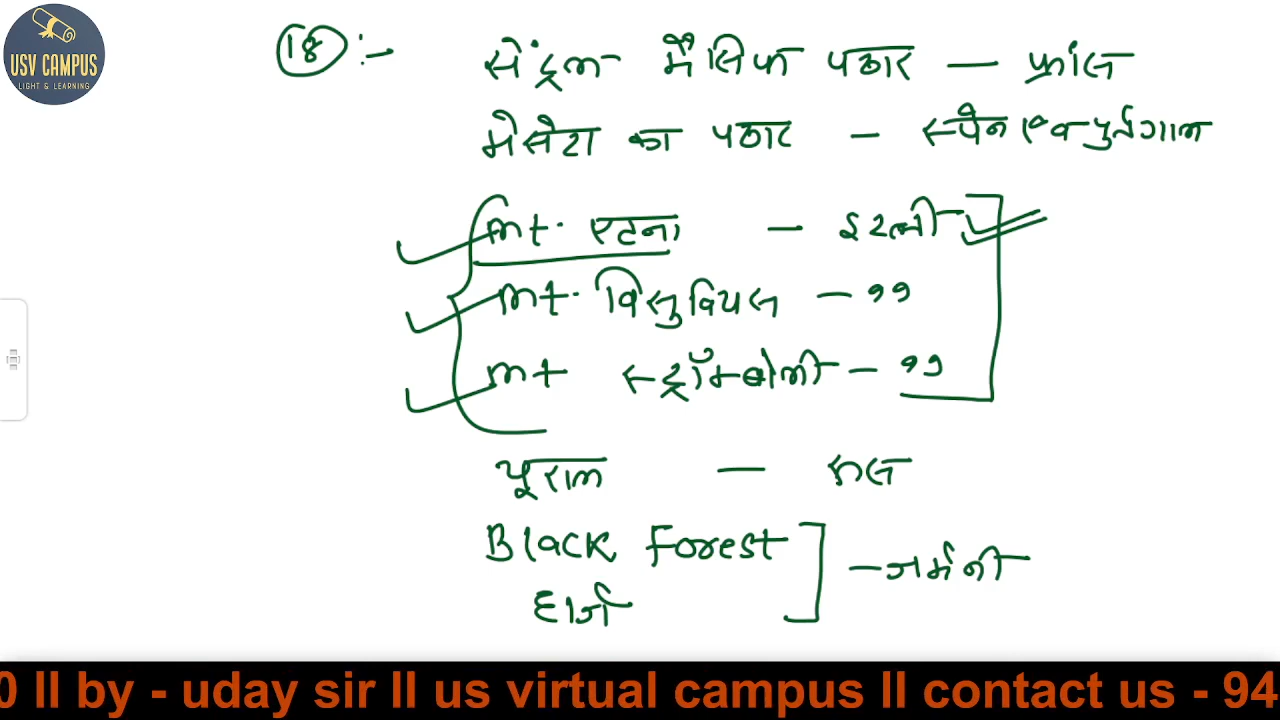 USV CAMPUS
LIGHT & LEARNING
18 :-
सेंट्रल मैसिफ पठार — फ्रांस
मेसेटा का पठार — स्पेन एवं पुर्तगाल
mt. एटना — इटली
mt. विसुवियस — ,,
mt स्ट्रॉम्बोली — ,,
यूराल — रूस
Black Forest
हार्ज — जर्मनी
0 ll by - uday sir ll us virtual campus ll contact us - 94